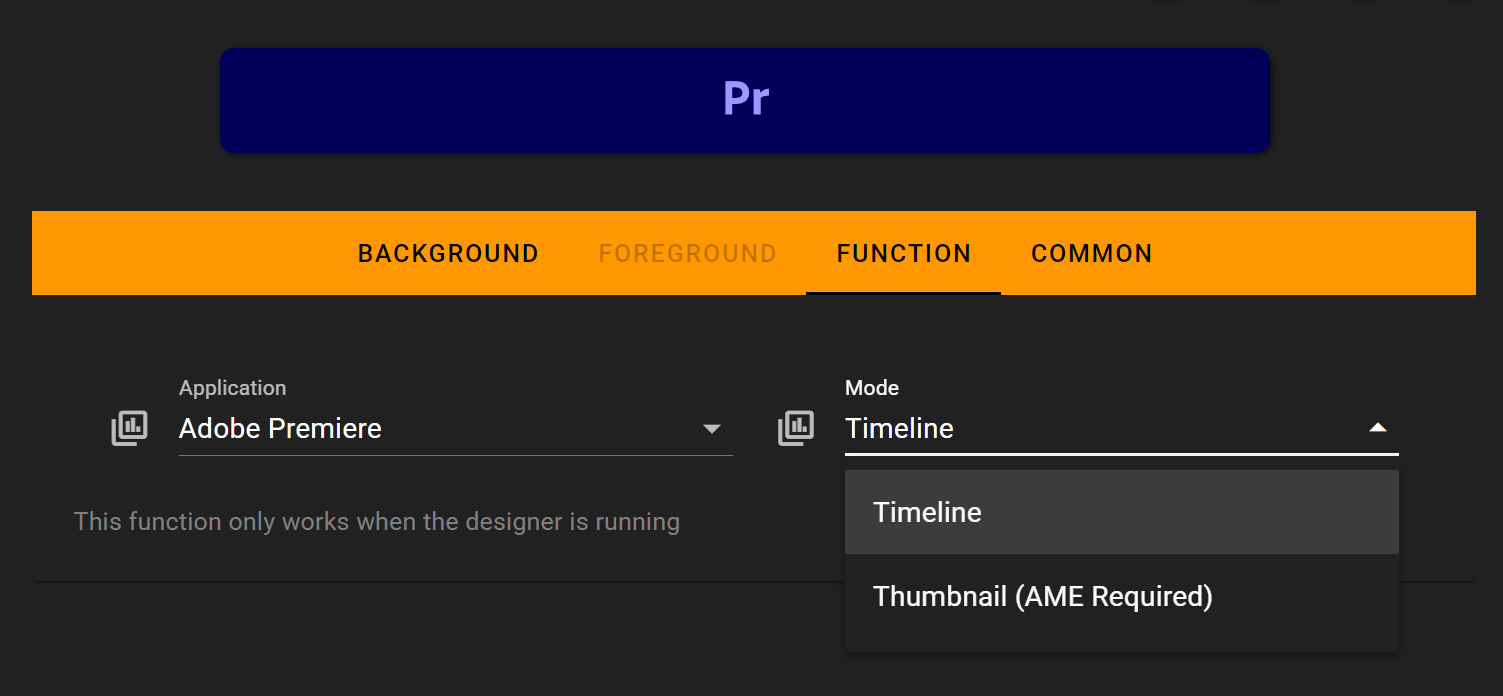 Pr
BACKGROUND FOREGROUND FUNCTION COMMON
Application Mode
Adobe Premiere Timeline
Timeline
This function only works when the designer is running
Thumbnail (AME Required)